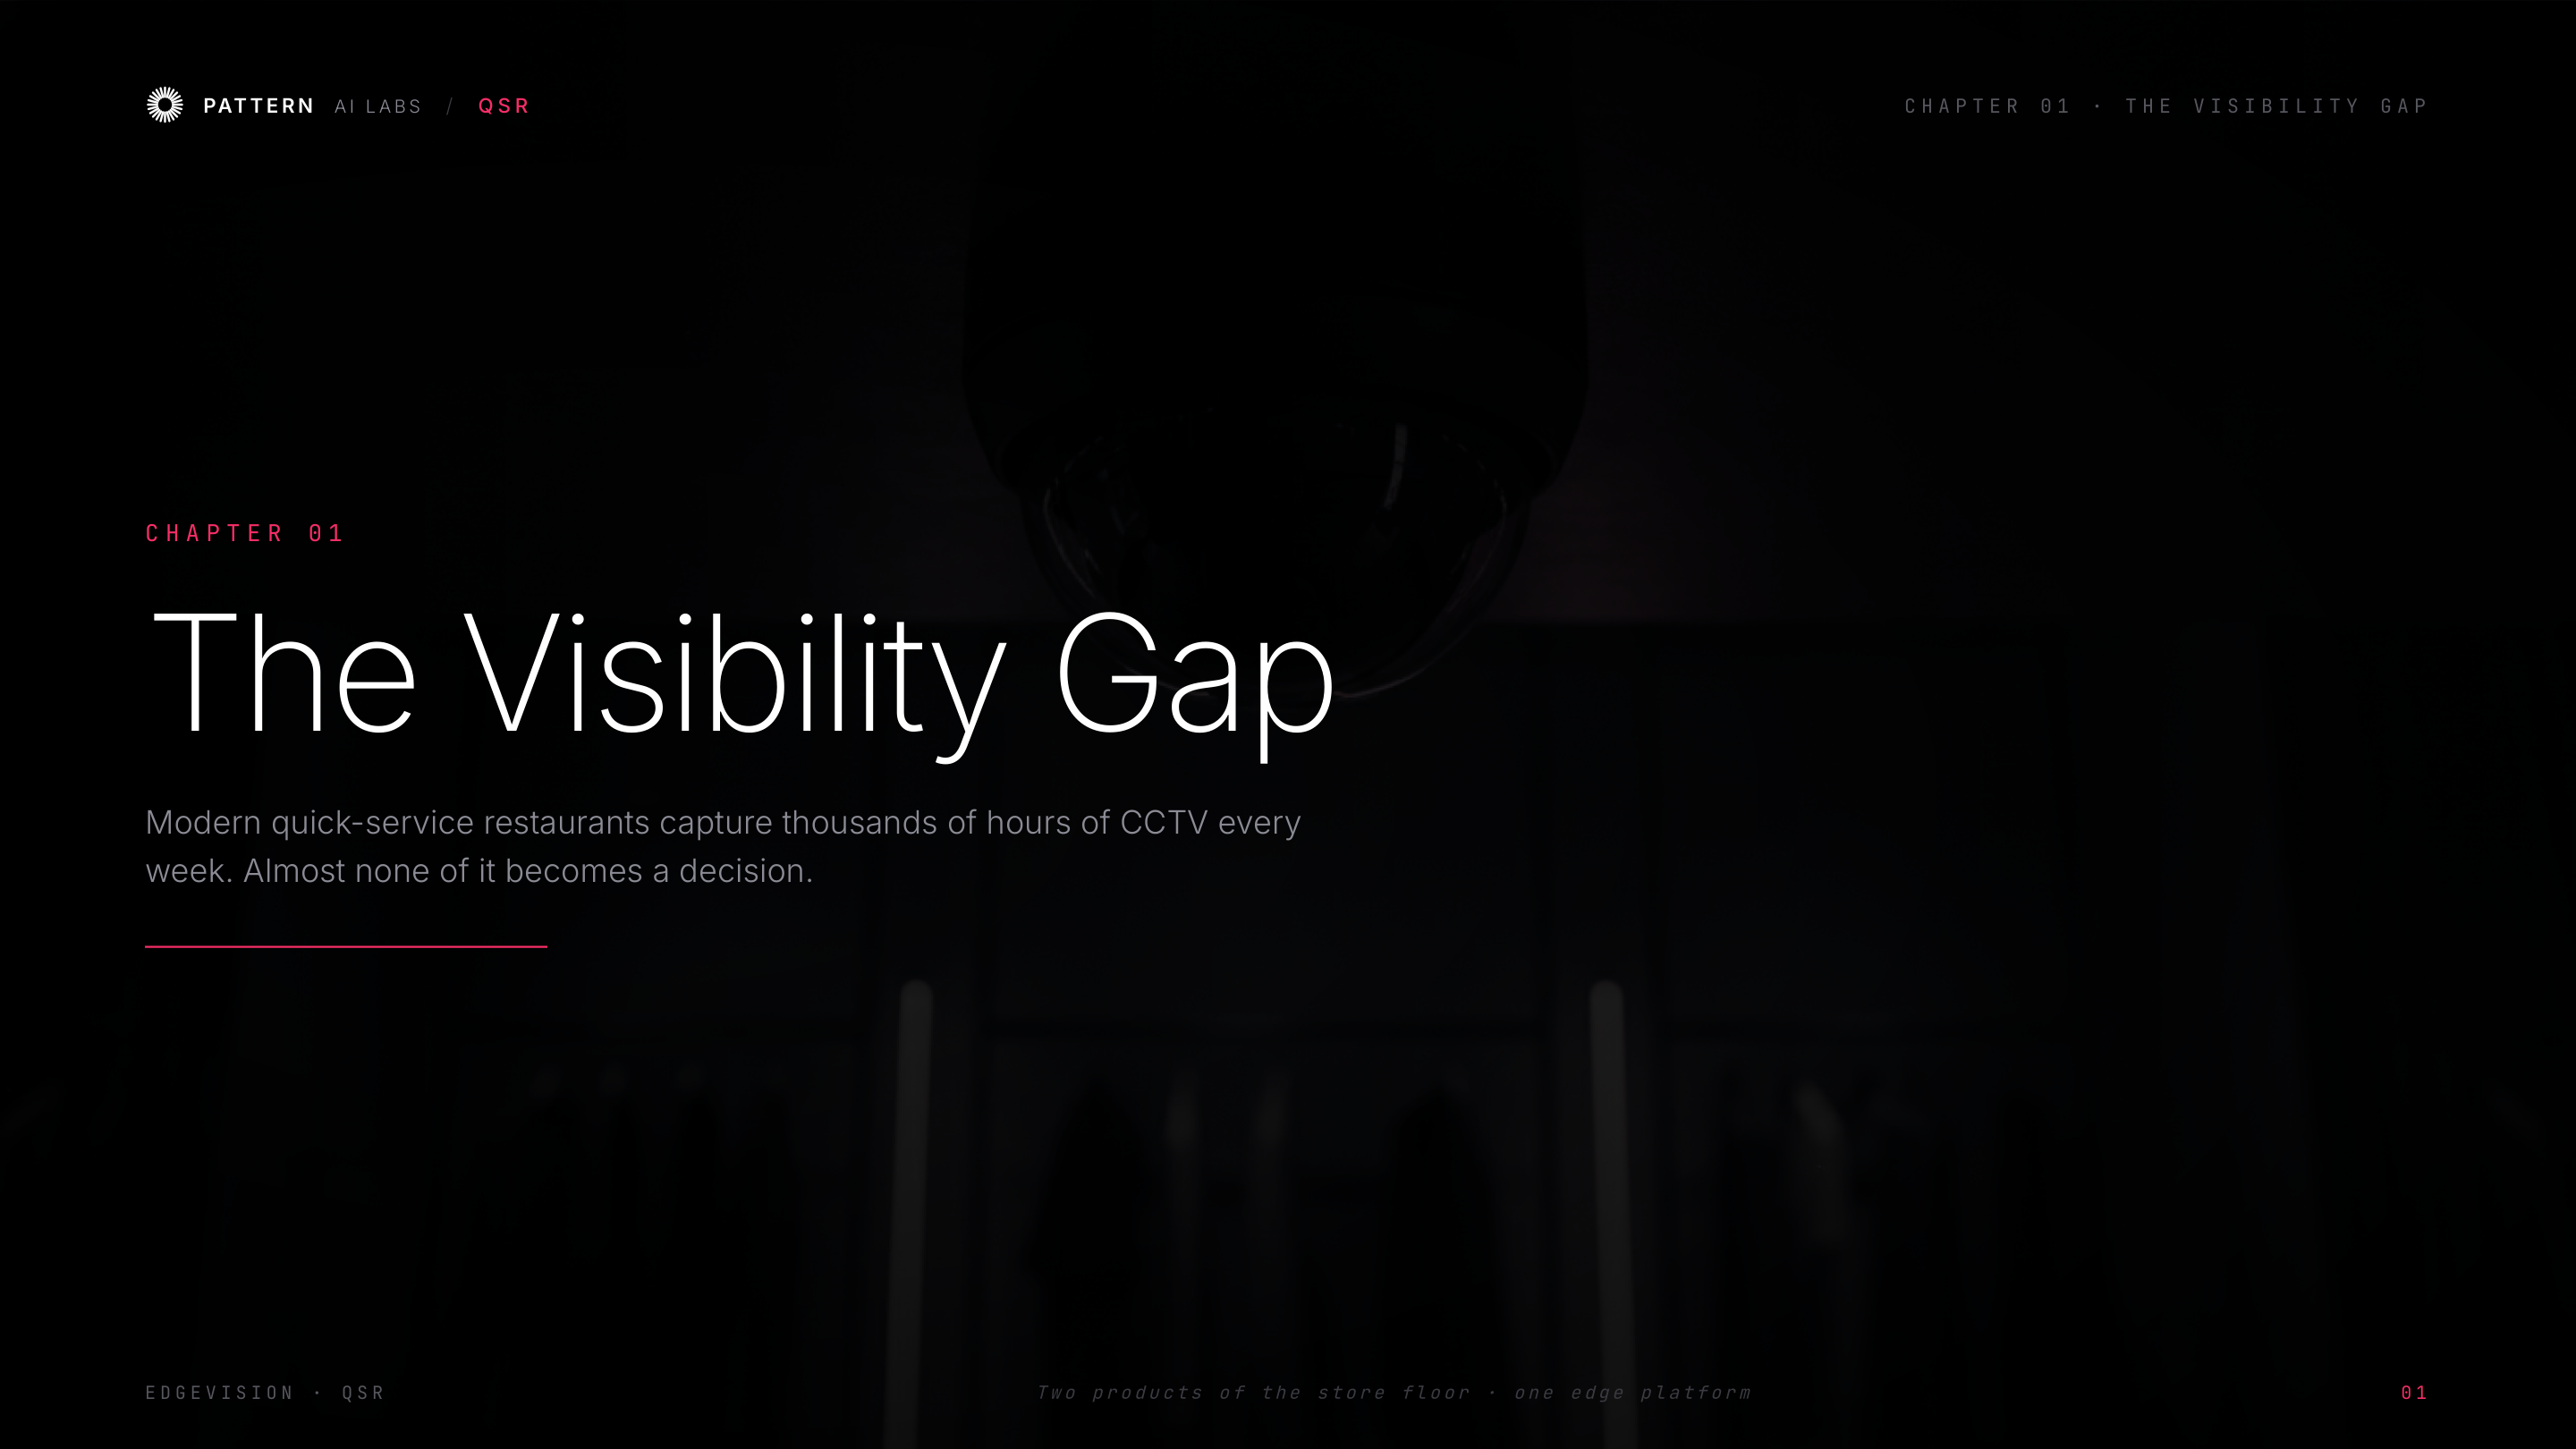 PATTERN AI LABS / QSR
CHAPTER 01 · THE VISIBILITY GAP
CHAPTER 01
The Visibility Gap
Modern quick-service restaurants capture thousands of hours of CCTV every
week. Almost none of it becomes a decision.
EDGEVISION · QSR
Two products of the store floor · one edge platform
01